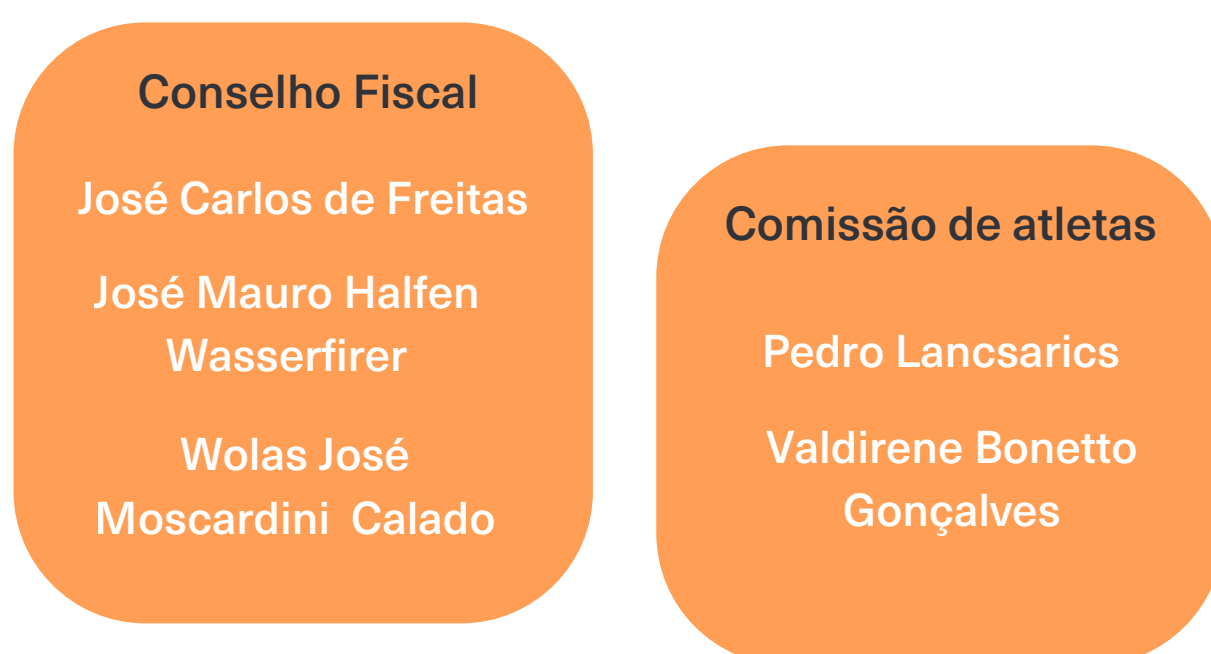 Conselho Fiscal
José Carlos de Freitas
José Mauro Halfen
Wasserfirer
Wolas José
Moscardini  Calado
Comissão de atletas
Pedro Lancsarics
Valdirene Bonetto
Gonçalves